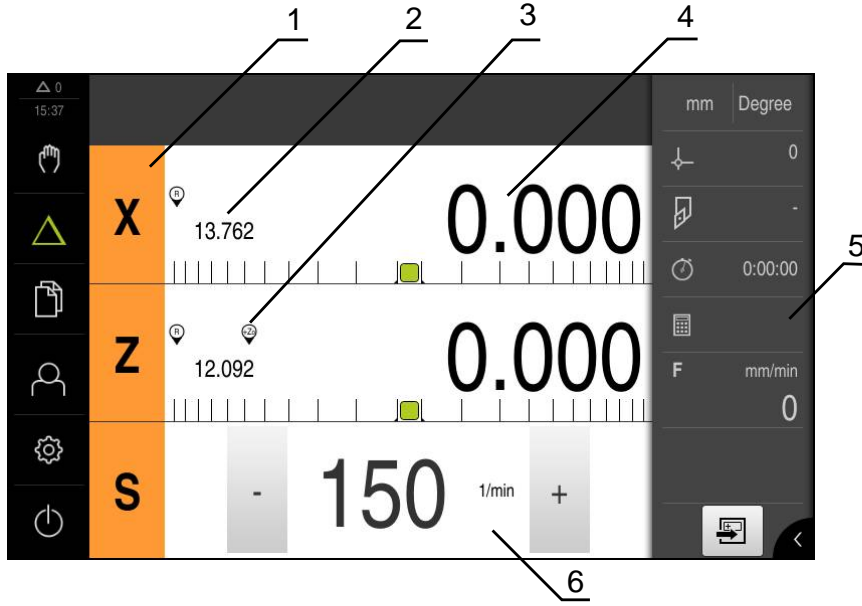 1 2 3 4
0
15:37
mm Degree
0
X R 13.762 0.000
-
0:00:00
5
Z R +Zo 12.092 0.000
F mm/min
0
S - 150 1/min +
6